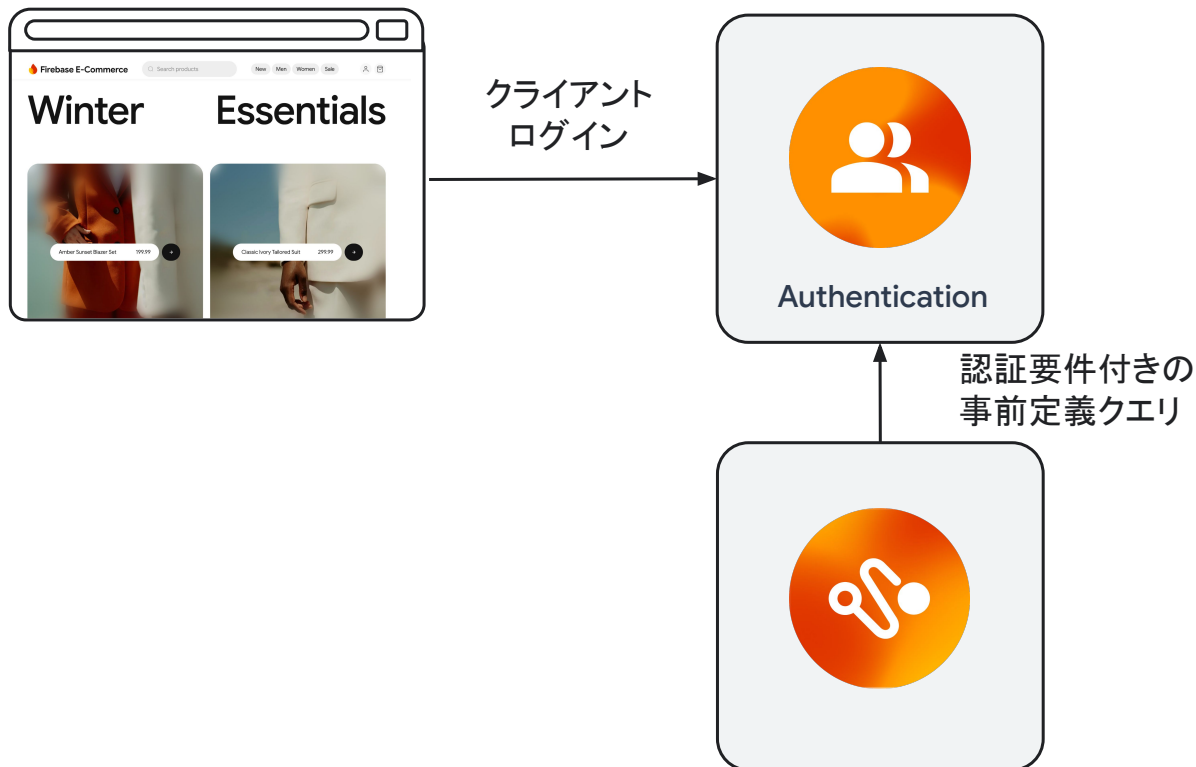 Firebase E-Commerce
Search products
New
Men
Women
Sale
Winter
Essentials
Amber Sunset Blazer Set
199.99
+
Classic Ivory Tailored Suit
299.99
+
クライアント
ログイン
Authentication
認証要件付きの
事前定義クエリ